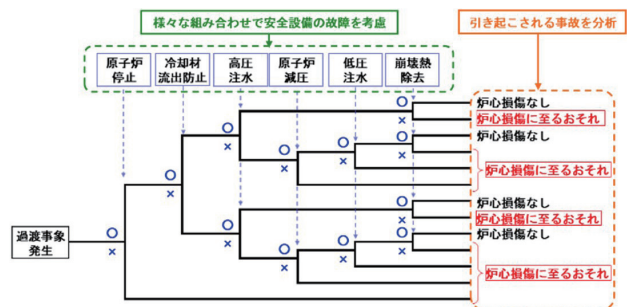 様々な組み合わせで安全設備の故障を考慮
引き起こされる事故を分析
原子炉
停止
冷却材
流出防止
高圧
注水
原子炉
減圧
低圧
注水
崩壊熱
除去
過渡事象
発生
○
×
○
×
○
×
○
×
○
×
○
×
○
×
○
×
○
×
○
×
○
×
○
×
炉心損傷なし
炉心損傷に至るおそれ
炉心損傷なし
炉心損傷に至るおそれ
炉心損傷なし
炉心損傷に至るおそれ
炉心損傷なし
炉心損傷に至るおそれ